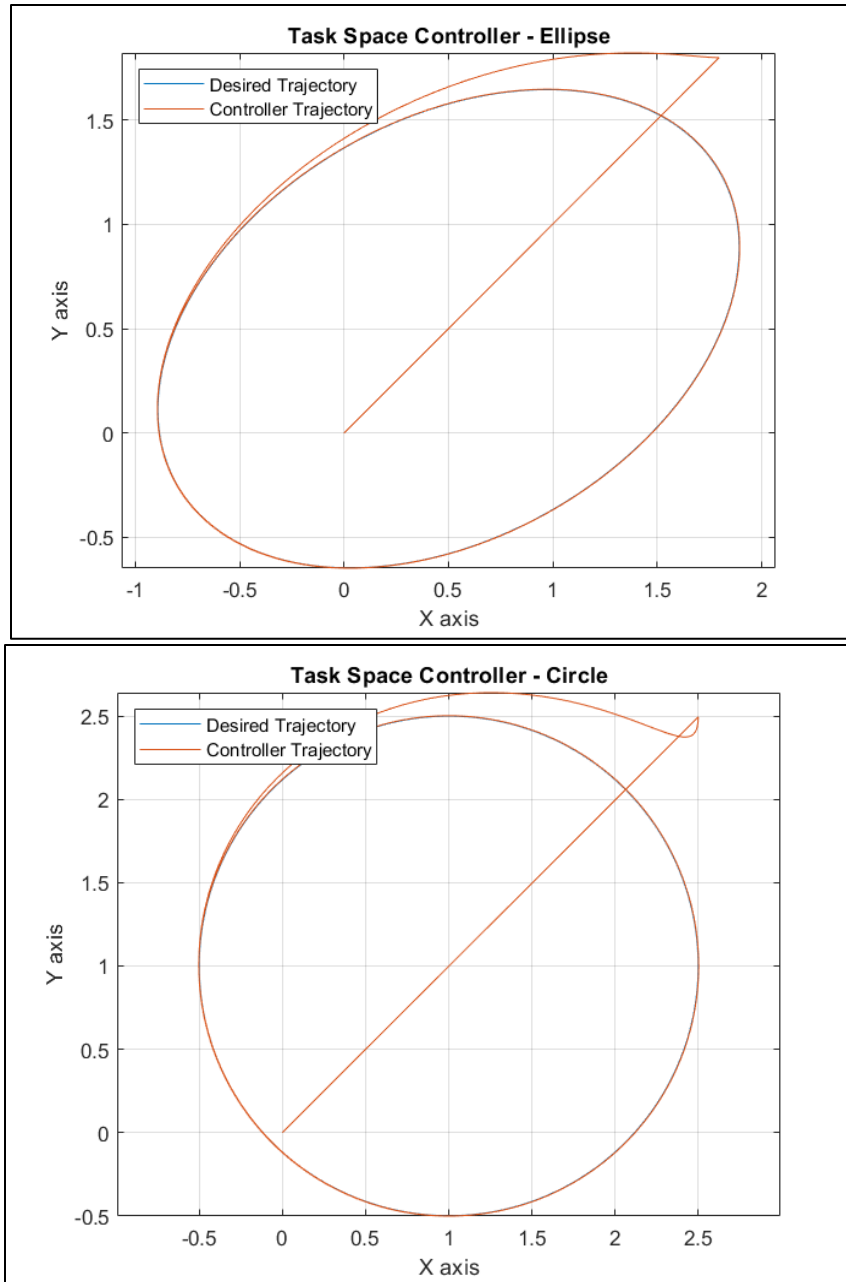 Task Space Controller - Ellipse
Desired Trajectory
Controller Trajectory
Y axis
1.5
1
0.5
0
-0.5
-1 -0.5 0 0.5 1 1.5 2
X axis
Task Space Controller - Circle
Desired Trajectory
Controller Trajectory
Y axis
2.5
2
1.5
1
0.5
0
-0.5
-0.5 0 0.5 1 1.5 2 2.5
X axis